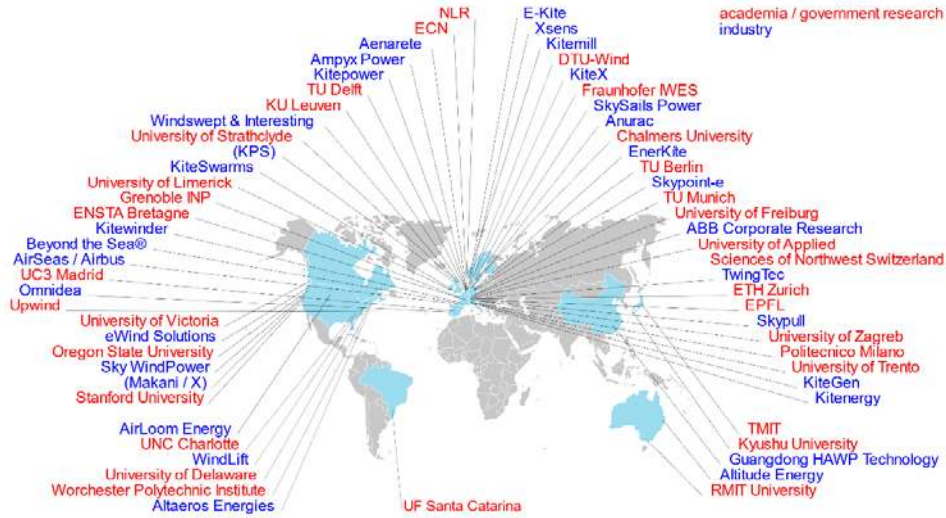 NLR
ECN
Aenarete
Ampyx Power
Kitepower
TU Delft
KU Leuven
Windswept & Interesting
University of Strathclyde
(KPS)
KiteSwarms
University of Limerick
Grenoble INP
ENSTA Bretagne
Kitewinder
Beyond the Sea®
AirSeas / Airbus
UC3 Madrid
Omnidea
Upwind
University of Victoria
eWind Solutions
Oregon State University
Sky WindPower
(Makani / X)
Stanford University
AirLoom Energy
UNC Charlotte
WindLift
University of Delaware
Worchester Polytechnic Institute
Altaeros Energies
UF Santa Catarina
E-Kite
Xsens
Kitemill
DTU-Wind
KiteX
Fraunhofer IWES
SkySails Power
Anurac
Chalmers University
EnerKite
TU Berlin
Skypoint-e
TU Munich
University of Freiburg
ABB Corporate Research
University of Applied
Sciences of Northwest Switzerland
TwingTec
ETH Zurich
EPFL
Skypull
University of Zagreb
Politecnico Milano
University of Trento
KiteGen
Kitenergy
TMIT
Kyushu University
Guangdong HAWP Technology
Altitude Energy
RMIT University
academia / government research
industry